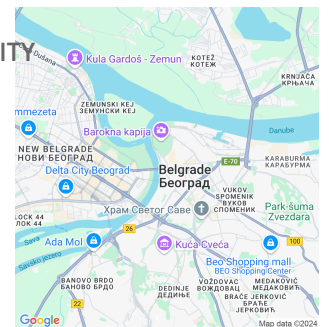 ITY
Dušana
Kula Gardoš - Zemun
КОТЕŽ
КОТЕЖ
KRNJAČA
КРЊАЧА
ZEMUNSKI KEJ
ЗЕМУНСКИ КЕЈ
mmezeta
Barokna kapija
Danube
NEW BELGRADE
НОВИ БЕОГРАД
E-70
KARABURMA
КАРАБУРМА
Delta City Beograd
Belgrade
Београд
VUKOV
SPOMENIK
ВУКОВ
СПОМЕНИК
Park-šuma
Zvezdara
Храм Светог Саве
LOCK 44
ЛОК 44
26
Sava
Ada Mol
Kuća Cveća
100
Savsko jezero
Beo Shopping mall
BEO Shopping Center
BANOVO BRDO
БАНОВО БРДО
DEDINJE
ДЕДИЊЕ
VOŽDOVAC
ВОЖДОВАЦ
MEDAKOVIĆ
МЕДАКОВИЋ
BRAĆE JERKOVIĆ
БРАЋЕ
ЈЕРКОВИЋ
22
Google
Map data ©2024